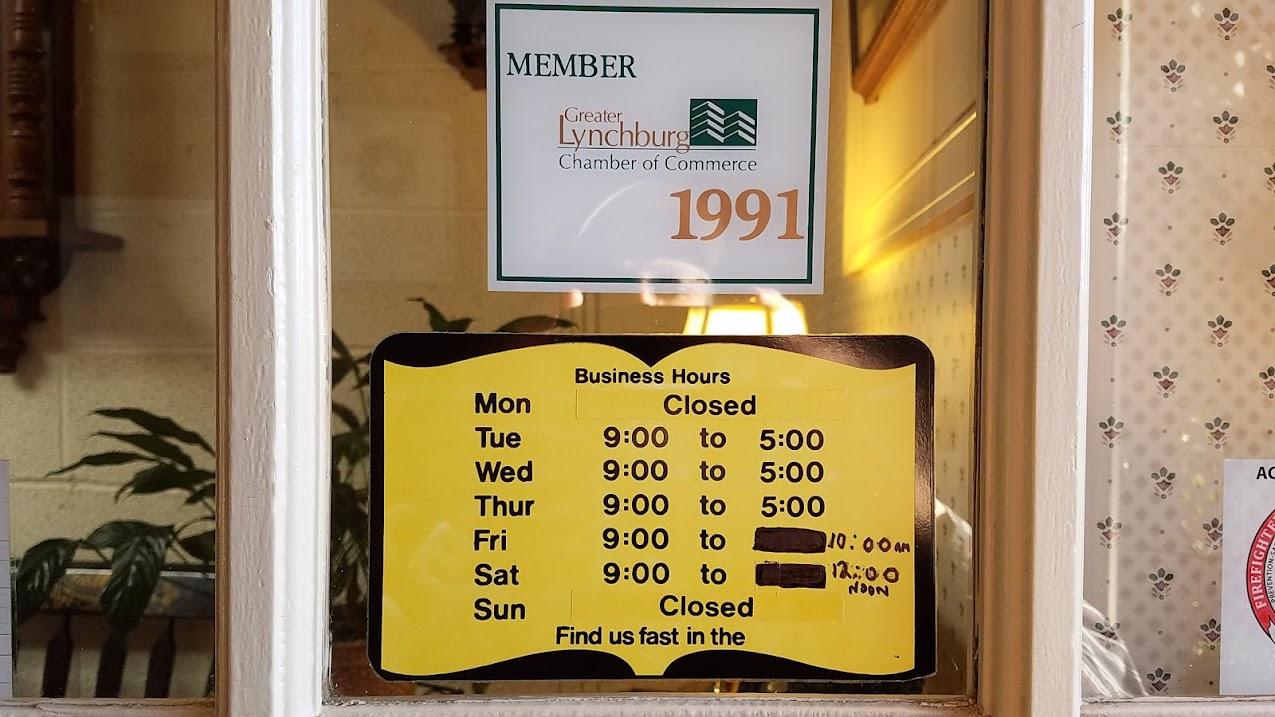 MEMBER
Greater
Lynchburg
Chamber of Commerce
1991
Business Hours
Mon Closed
Tue 9:00 to 5:00
Wed 9:00 to 5:00
Thur 9:00 to 5:00
Fri 9:00 to 10:00 am
Sat 9:00 to 12:00
NOON
Sun Closed
Find us fast in the
AC
FIREFIGHTE